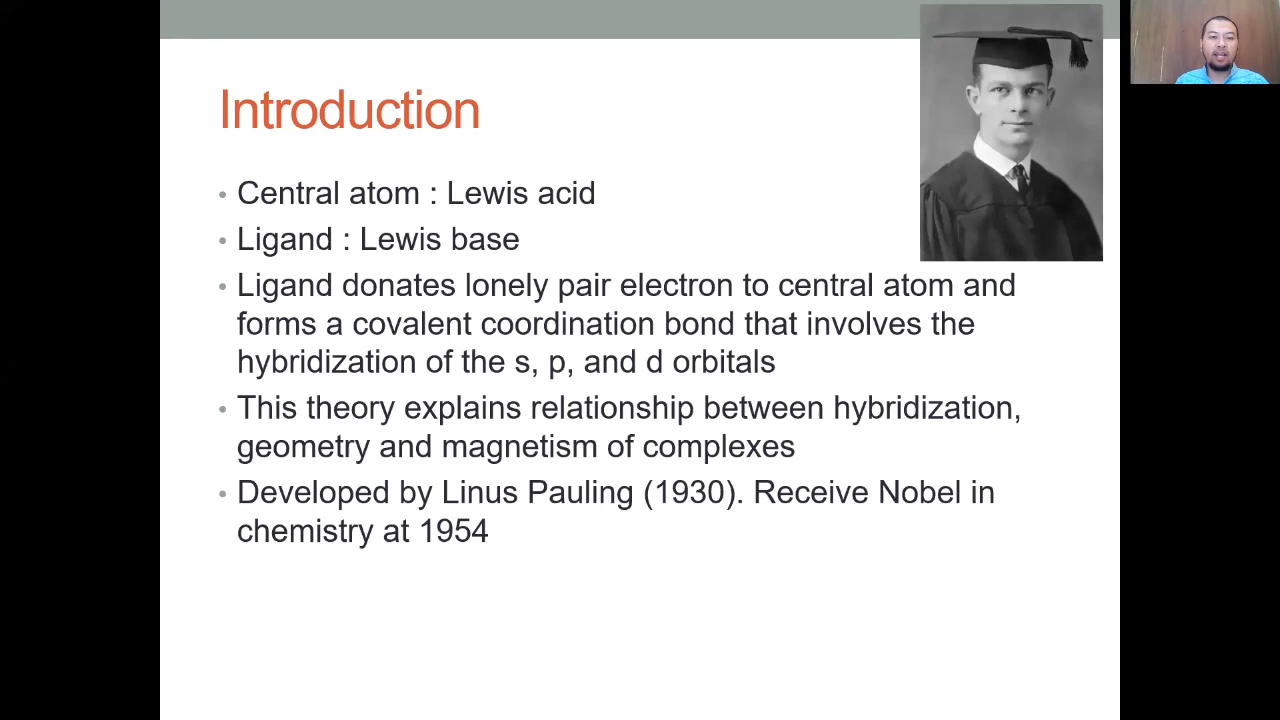 Introduction
• Central atom : Lewis acid
• Ligand : Lewis base
• Ligand donates lonely pair electron to central atom and
forms a covalent coordination bond that involves the
hybridization of the s, p, and d orbitals
• This theory explains relationship between hybridization,
geometry and magnetism of complexes
• Developed by Linus Pauling (1930). Receive Nobel in
chemistry at 1954